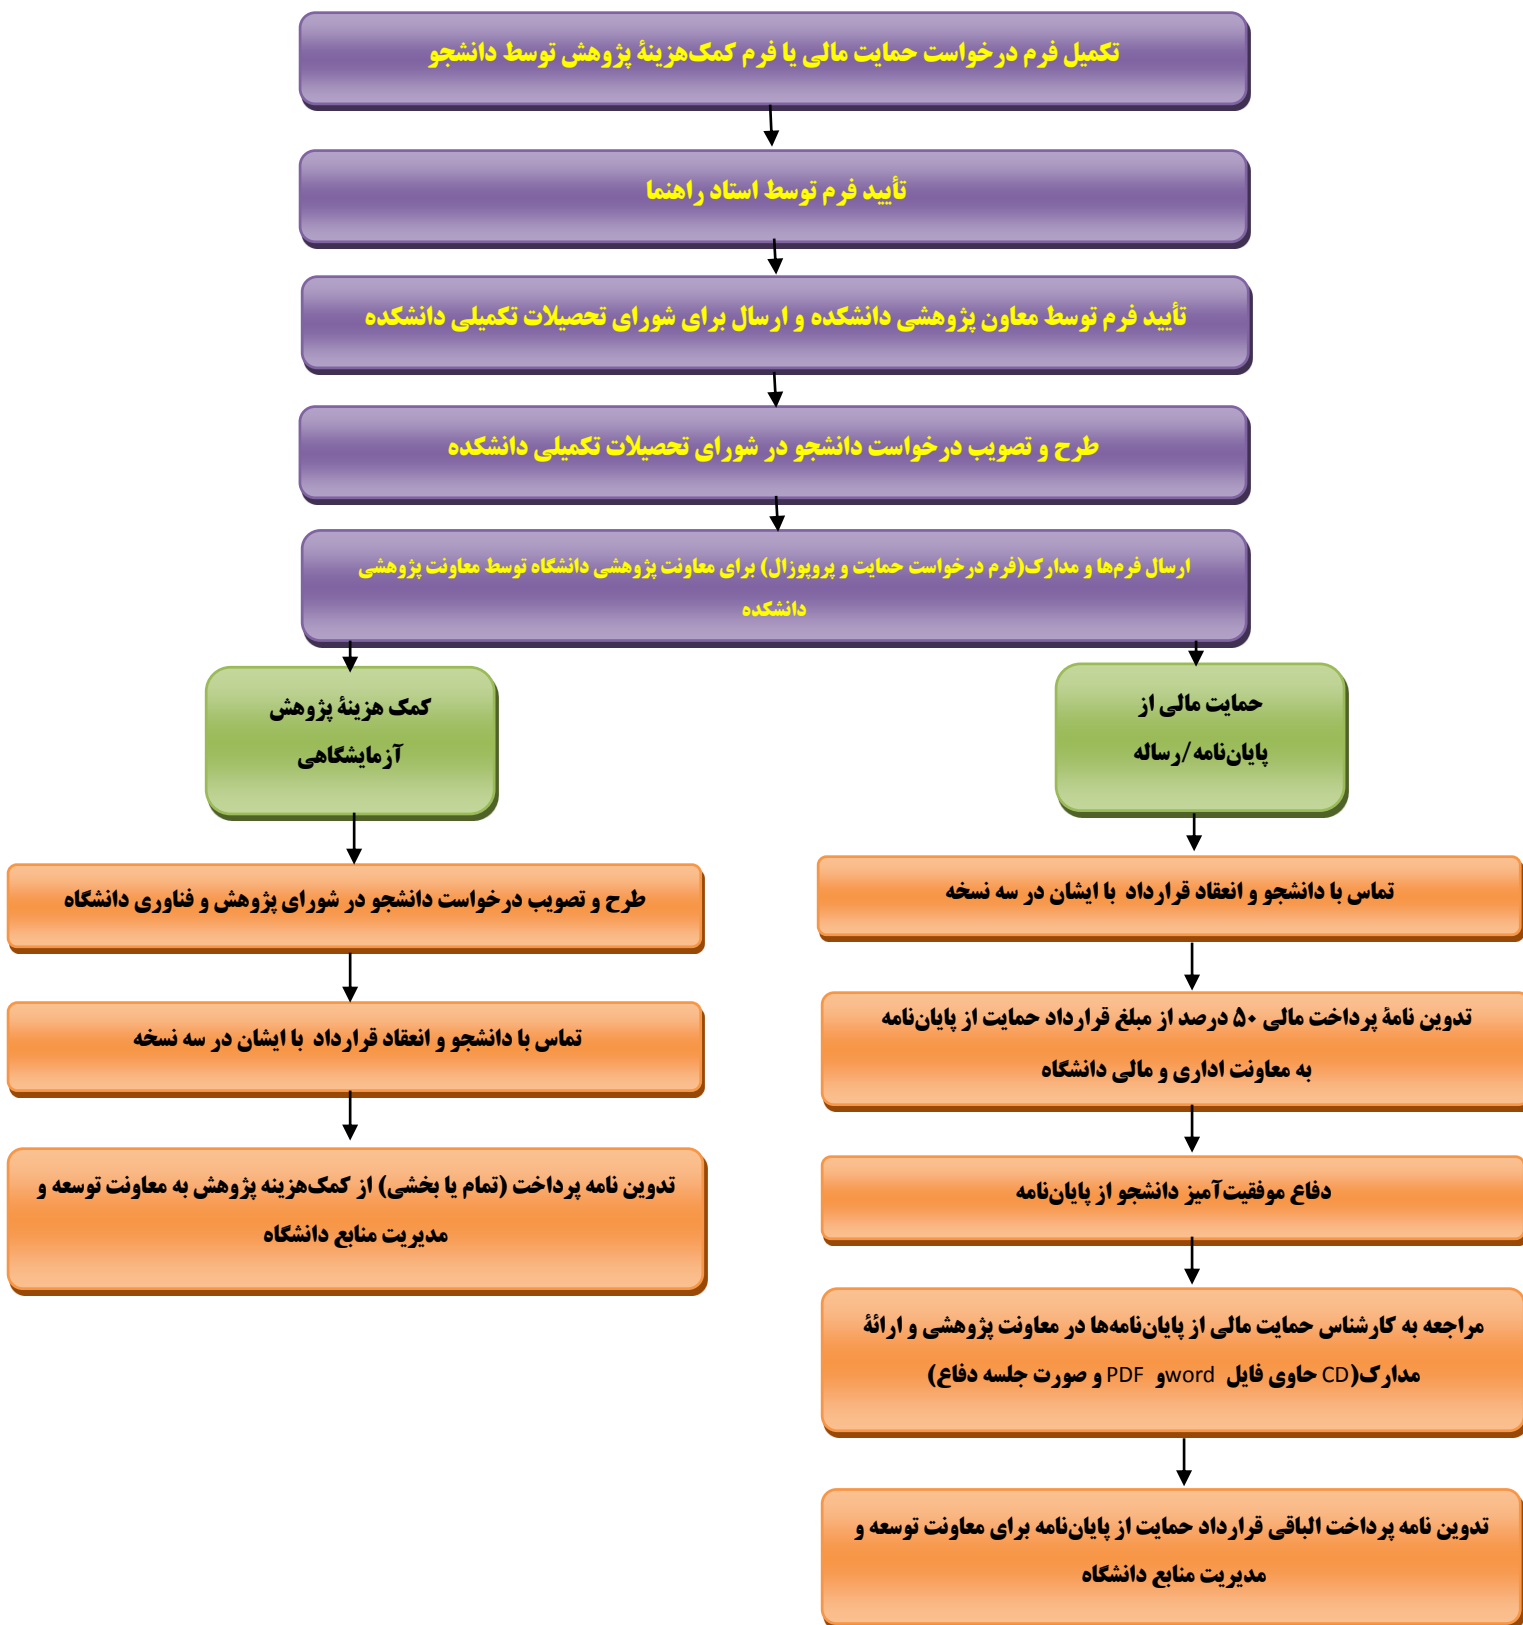 تکمیل فرم درخواست حمایت مالی یا فرم کمک‌هزینهٔ پژوهش توسط دانشجو
تأیید فرم توسط استاد راهنما
تأیید فرم توسط معاون پژوهشی دانشکده و ارسال برای شورای تحصیلات تکمیلی دانشکده
طرح و تصویب درخواست دانشجو در شورای تحصیلات تکمیلی دانشکده
ارسال فرم‌ها و مدارک(فرم درخواست حمایت و پروپوزال) برای معاونت پژوهشی دانشگاه توسط معاونت پژوهشی
دانشکده
حمایت مالی از
پایان‌نامه/رساله
تماس با دانشجو و انعقاد قرارداد با ایشان در سه نسخه
تدوین نامهٔ پرداخت مالی ۵۰ درصد از مبلغ قرارداد حمایت از پایان‌نامه
به معاونت اداری و مالی دانشگاه
دفاع موفقیت‌آمیز دانشجو از پایان‌نامه
مراجعه به کارشناس حمایت مالی از پایان‌نامه‌ها در معاونت پژوهشی و ارائهٔ
مدارک(CD حاوی فایل wordو PDF و صورت جلسه دفاع)
تدوین نامه پرداخت الباقی قرارداد حمایت از پایان‌نامه برای معاونت توسعه و
مدیریت منابع دانشگاه
کمک هزینهٔ پژوهش
آزمایشگاهی
طرح و تصویب درخواست دانشجو در شورای پژوهش و فناوری دانشگاه
تماس با دانشجو و انعقاد قرارداد با ایشان در سه نسخه
تدوین نامه پرداخت (تمام یا بخشی) از کمک‌هزینه پژوهش به معاونت توسعه و
مدیریت منابع دانشگاه